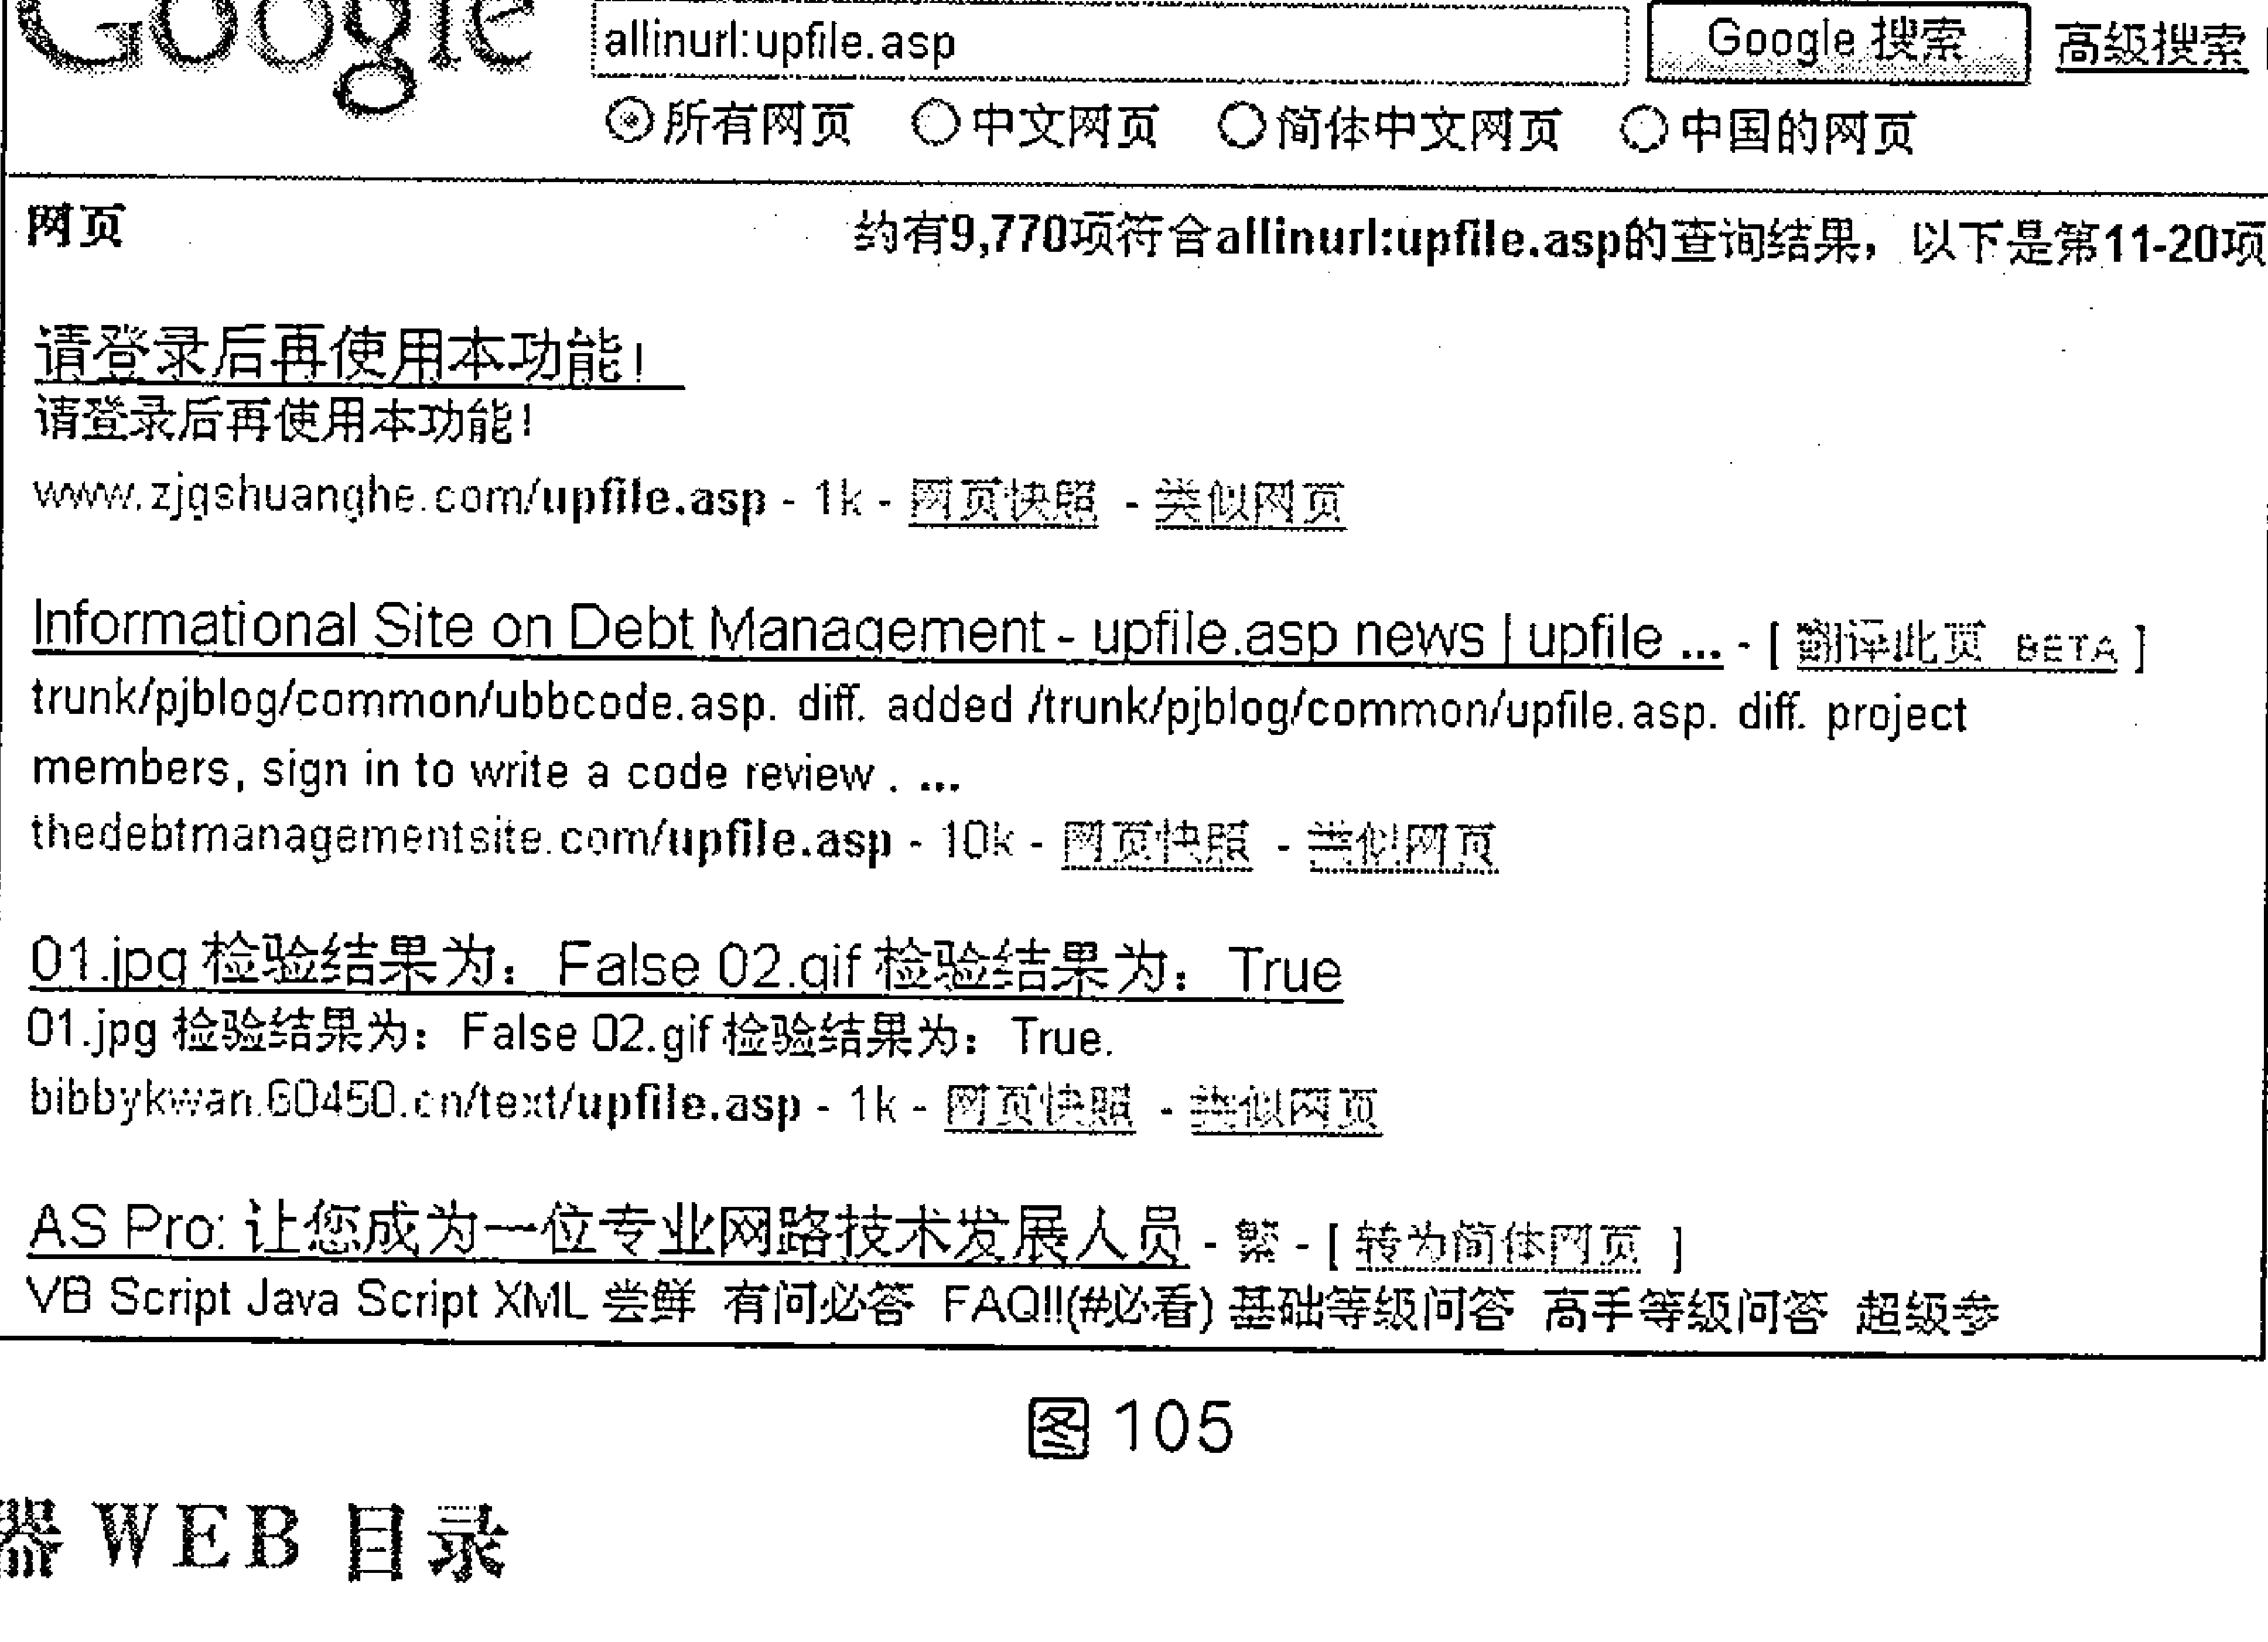 Google allinurl:upfile.asp Google 搜索 高级搜索
所有网页 中文网页 简体中文网页 中国的网页
网页 约有9,770项符合allinurl:upfile.asp的查询结果，以下是第11-20项
请登录后再使用本功能!
请登录后再使用本功能!
www.zjgshuanghe.com/upfile.asp - 1k - 网页快照 - 类似网页
Informational Site on Debt Management - upfile.asp news | upfile ... - [ 翻译此页 BETA ]
trunk/pjblog/common/ubbcode.asp. diff. added /trunk/pjblog/common/upfile.asp. diff. project
members, sign in to write a code review . ...
thedebtmanagementsite.com/upfile.asp - 10k - 网页快照 - 类似网页
01.jpg 检验结果为：False 02.gif 检验结果为：True
01.jpg 检验结果为：False 02.gif 检验结果为：True.
bibbykwan.60450.cn/text/upfile.asp - 1k - 网页快照 - 类似网页
AS Pro: 让您成为一位专业网路技术发展人员 - 繁 - [ 转为简体网页 ]
VB Script Java Script XML 尝鲜 有问必答 FAQ!!(#必看) 基础等级问答 高手等级问答 超级参
图 105
器 WEB 目录